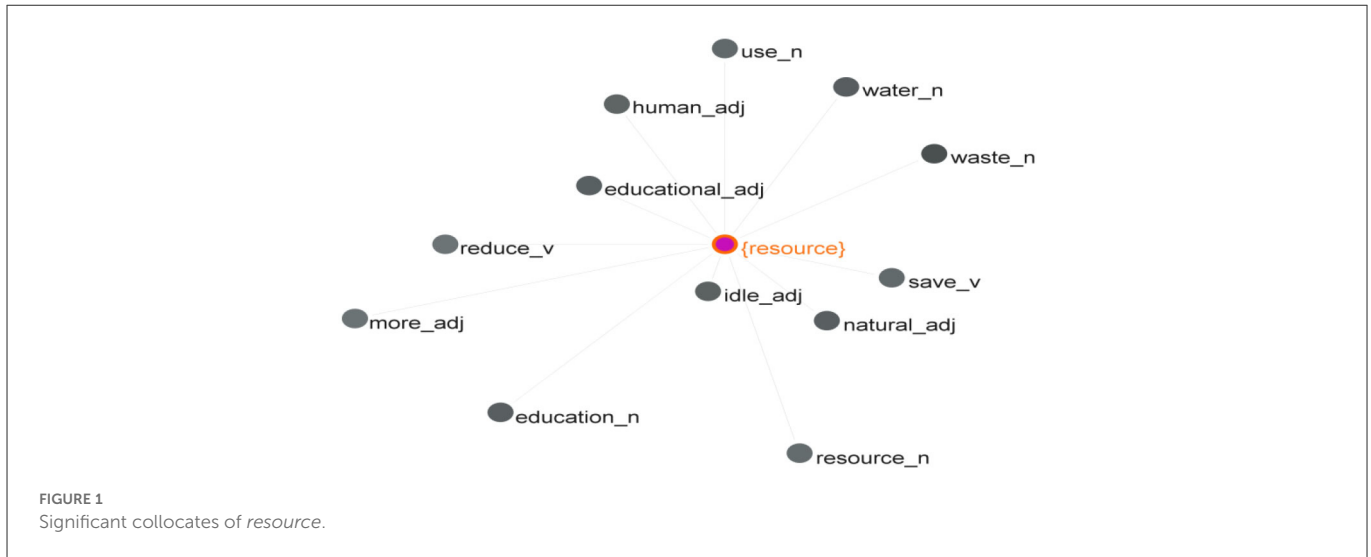 use_n
water_n
human_adj
waste_n
educational_adj
reduce_v
{resource}
save_v
idle_adj
more_adj
natural_adj
education_n
resource_n
FIGURE 1
Significant collocates of resource.